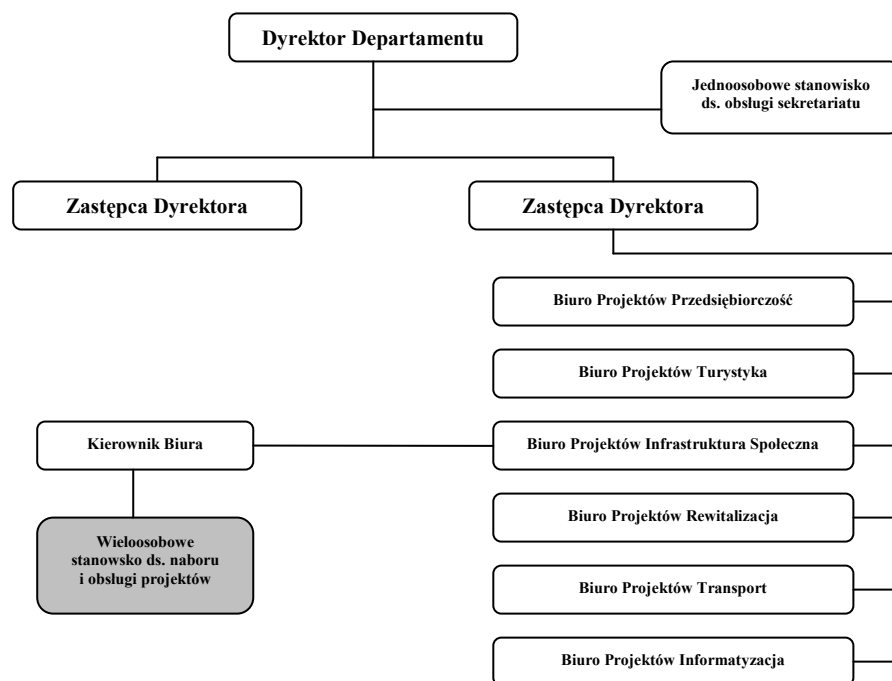 Dyrektor Departamentu
Jednoosobowe stanowisko
ds. obsługi sekretariatu
Zastępca Dyrektora
Zastępca Dyrektora
Biuro Projektów Przedsiębiorczość
Biuro Projektów Turystyka
Kierownik Biura
Biuro Projektów Infrastruktura Społeczna
Wieloosobowe
stanowsko ds. naboru
i obsługi projektów
Biuro Projektów Rewitalizacja
Biuro Projektów Transport
Biuro Projektów Informatyzacja